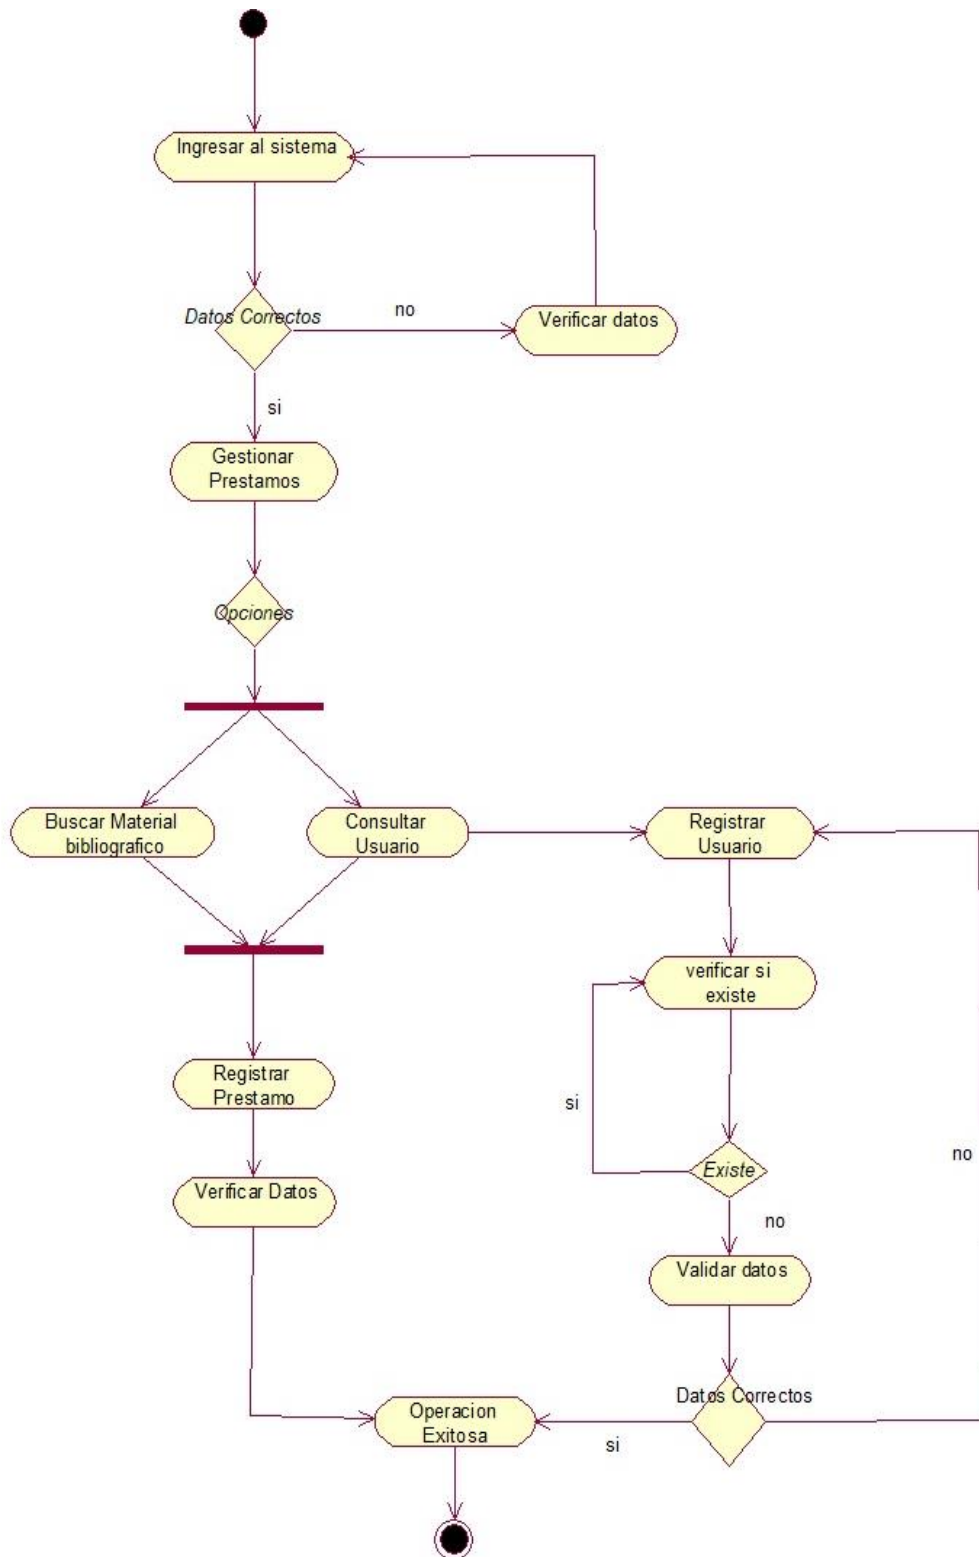 Ingresar al sistema
Datos Correctos
no
Verificar datos
si
Gestionar
Prestamos
Opciones
Buscar Material
bibliografico
Consultar
Usuario
Registrar
Usuario
verificar si
existe
Registrar
Prestamo
si
Existe
no
no
Verificar Datos
Validar datos
Datos Correctos
Operacion
Exitosa
si